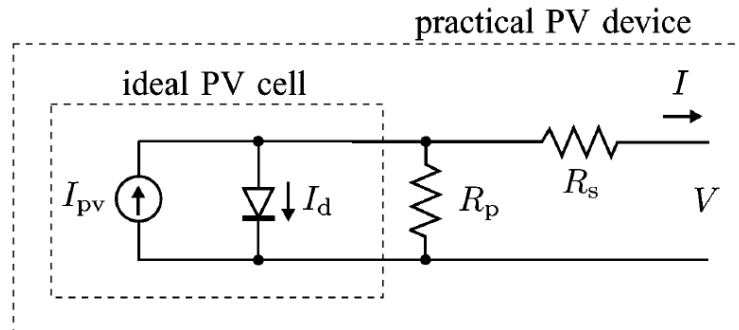 practical PV device
ideal PV cell
I
I_pv
I_d
R_p
R_s
V